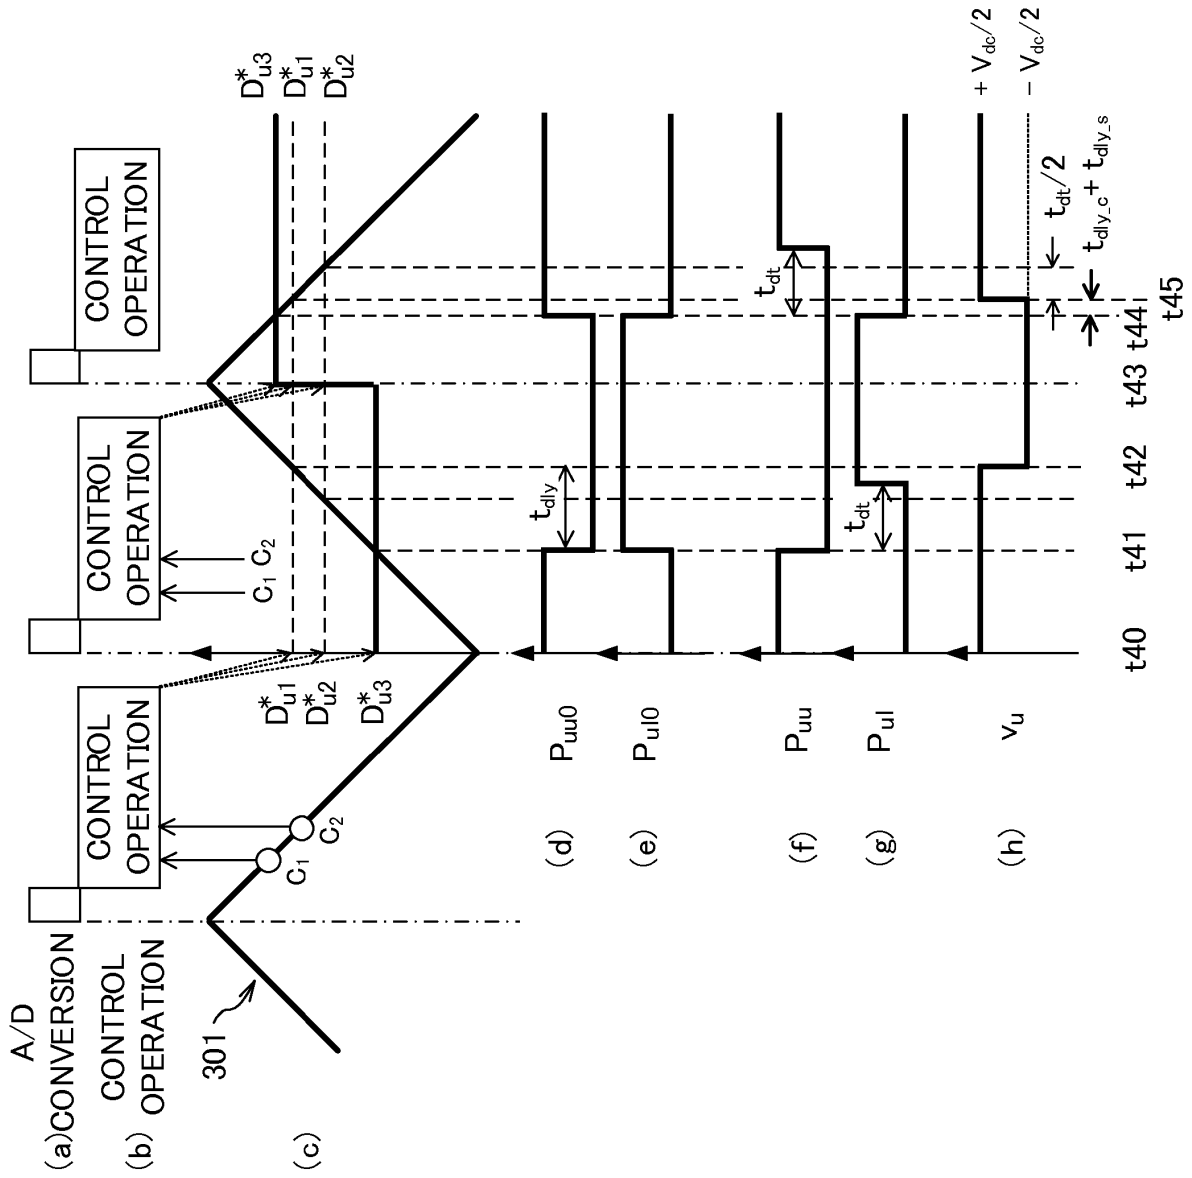 A/D
(a) CONVERSION
CONTROL
(b) OPERATION
CONTROL
OPERATION
CONTROL
OPERATION
CONTROL
OPERATION
C1
C2
(c)
301
C1
C2
D*u1
D*u2
D*u3
D*u3
D*u1
D*u2
(d) Puu0
tdly
(e) Pul0
(f) Puu
tdt
(g) Pul
tdt
(h) vu
+ Vdc/2
− Vdc/2
tdt/2
tdly_c + tdly_s
t40
t41
t42
t43
t44
t45